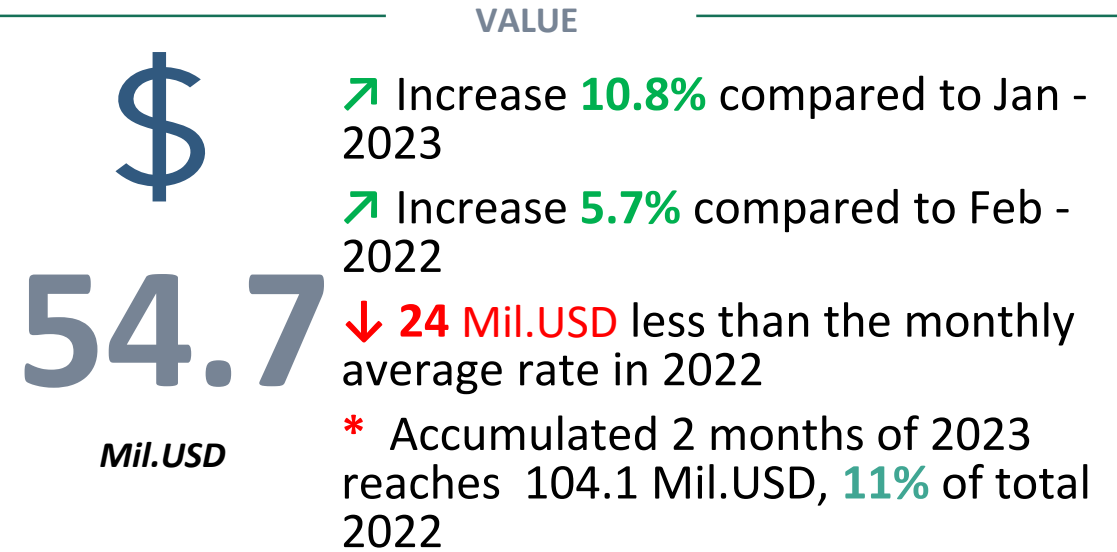 VALUE
$
54.7
Mil.USD
↗ Increase 10.8% compared to Jan -
2023
↗ Increase 5.7% compared to Feb -
2022
↓ 24 Mil.USD less than the monthly
average rate in 2022
* Accumulated 2 months of 2023
reaches 104.1 Mil.USD, 11% of total
2022